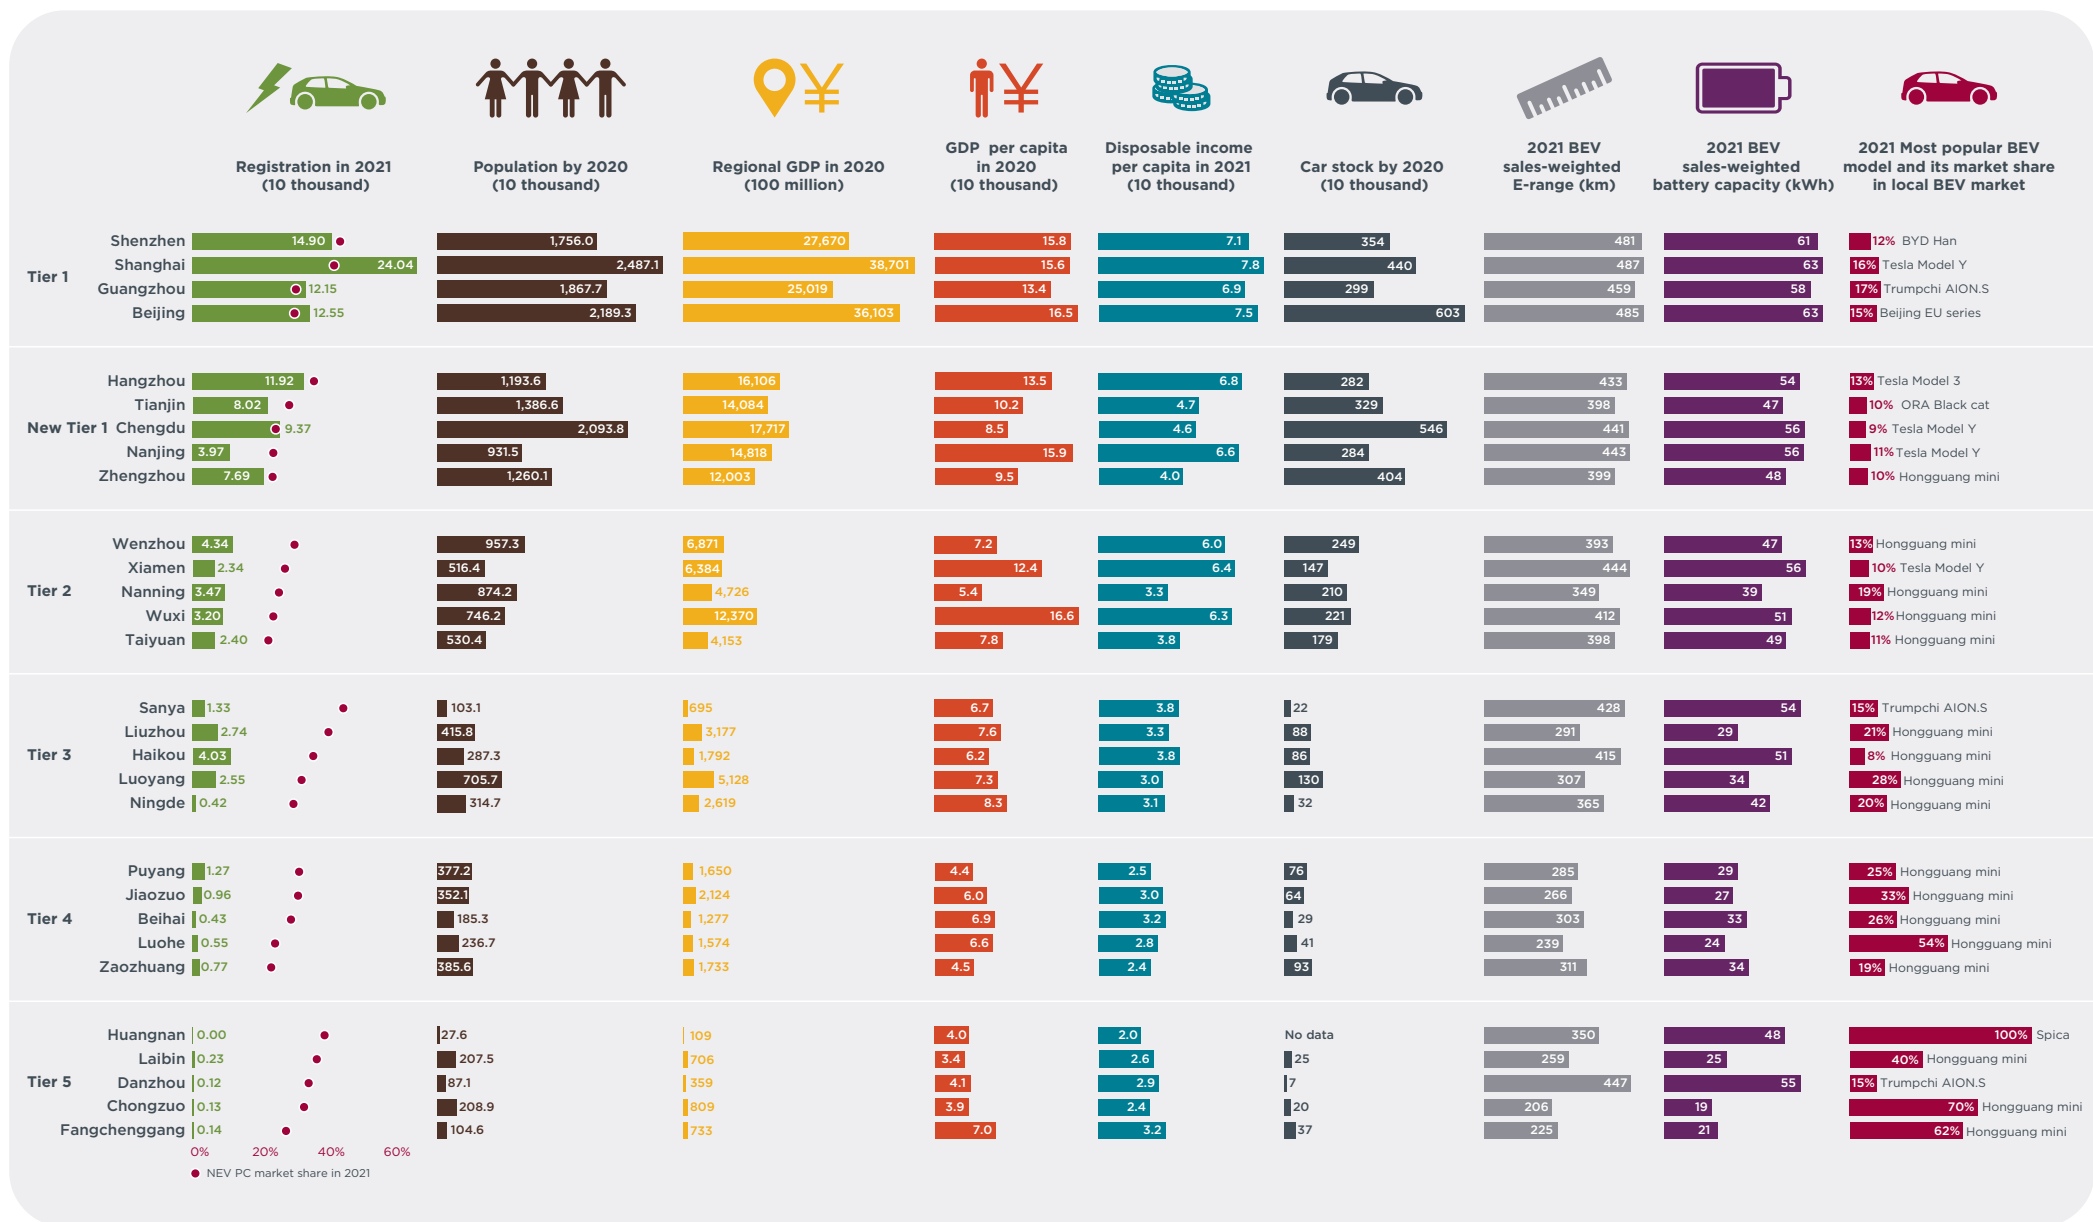 Registration in 2021
(10 thousand)
Population by 2020
(10 thousand)
Regional GDP in 2020
(100 million)
GDP per capita
in 2020
(10 thousand)
Disposable income
per capita in 2021
(10 thousand)
Car stock by 2020
(10 thousand)
2021 BEV
sales-weighted
E-range (km)
2021 BEV
sales-weighted
battery capacity (kWh)
2021 Most popular BEV
model and its market share
in local BEV market
Tier 1
Shenzhen 14.90 1,756.0 27,670 15.8 7.1 354 481 61 12% BYD Han
Shanghai 24.04 2,487.1 38,701 15.6 7.8 440 487 63 16% Tesla Model Y
Guangzhou 12.15 1,867.7 25,019 13.4 6.9 299 459 58 17% Trumpchi AION.S
Beijing 12.55 2,189.3 36,103 16.5 7.5 603 485 63 15% Beijing EU series
New Tier 1
Hangzhou 11.92 1,193.6 16,106 13.5 6.8 282 433 54 13% Tesla Model 3
Tianjin 8.02 1,386.6 14,084 10.2 4.7 329 398 47 10% ORA Black cat
Chengdu 9.37 2,093.8 17,717 8.5 4.6 546 441 56 9% Tesla Model Y
Nanjing 3.97 931.5 14,818 15.9 6.6 284 443 56 11% Tesla Model Y
Zhengzhou 7.69 1,260.1 12,003 9.5 4.0 404 399 48 10% Hongguang mini
Tier 2
Wenzhou 4.34 957.3 6,871 7.2 6.0 249 393 47 13% Hongguang mini
Xiamen 2.34 516.4 6,384 12.4 6.4 147 444 56 10% Tesla Model Y
Nanning 3.47 874.2 4,726 5.4 3.3 210 349 39 19% Hongguang mini
Wuxi 3.20 746.2 12,370 16.6 6.3 221 412 51 12% Hongguang mini
Taiyuan 2.40 530.4 4,153 7.8 3.8 179 398 49 11% Hongguang mini
Tier 3
Sanya 1.33 103.1 695 6.7 3.8 22 428 54 15% Trumpchi AION.S
Liuzhou 2.74 415.8 3,177 7.6 3.3 88 291 29 21% Hongguang mini
Haikou 4.03 287.3 1,792 6.2 3.8 86 415 51 8% Hongguang mini
Luoyang 2.55 705.7 5,128 7.3 3.0 130 307 34 28% Hongguang mini
Ningde 0.42 314.7 2,619 8.3 3.1 32 365 42 20% Hongguang mini
Tier 4
Puyang 1.27 377.2 1,650 4.4 2.5 76 285 29 25% Hongguang mini
Jiaozuo 0.96 352.1 2,124 6.0 3.0 64 266 27 33% Hongguang mini
Beihai 0.43 185.3 1,277 6.9 3.2 29 303 33 26% Hongguang mini
Luohe 0.55 236.7 1,574 6.6 2.8 41 239 24 54% Hongguang mini
Zaozhuang 0.77 385.6 1,733 4.5 2.4 93 311 34 19% Hongguang mini
Tier 5
Huangnan 0.00 27.6 109 4.0 2.0 No data 350 48 100% Spica
Laibin 0.23 207.5 706 3.4 2.6 25 259 25 40% Hongguang mini
Danzhou 0.12 87.1 359 4.1 2.9 7 447 55 15% Trumpchi AION.S
Chongzuo 0.13 208.9 809 3.9 2.4 20 206 19 70% Hongguang mini
Fangchenggang 0.14 104.6 733 7.0 3.2 37 225 21 62% Hongguang mini
0% 20% 40% 60%
NEV PC market share in 2021